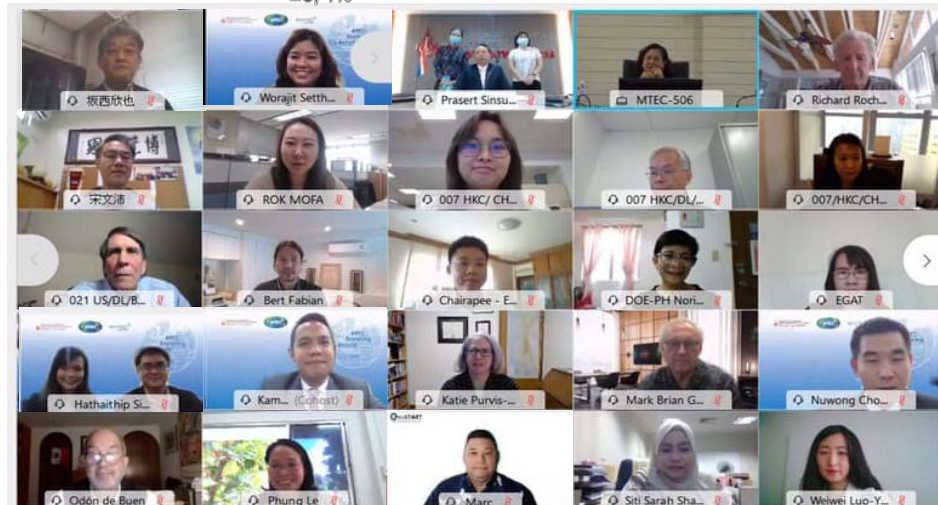 坂西欣也
Worajit Setth...
Prasert Sinsu...
MTEC-506
Richard Roch...
宋文沛
ROK MOFA
007 HKC/ CH...
007 HKC/DL/...
007/HKC/CH...
021 US/DL/B...
Bert Fabian
Chairapee - E...
DOE-PH Nori...
EGAT
Hathaithip Si...
Kam... (Cohost)
Katie Purvis-...
Mark Brian G...
Nuwong Cho...
Odón de Buen
Phung Le
Marc
Siti Sarah Sha...
Weiwei Luo-Y...